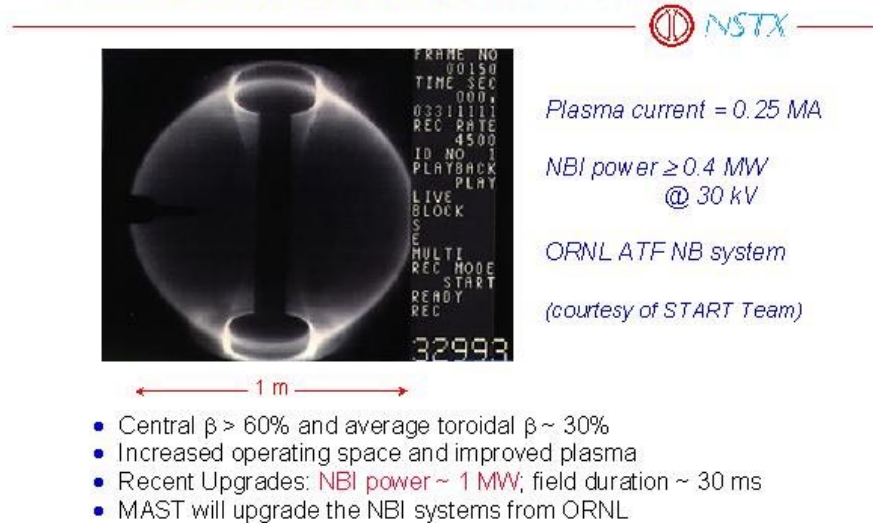 NSTX
FRAME NO
00150
TIME SEC
000.
03311111
REC RATE
4500
ID NO 1
PLAYBACK
PLAY
LIVE
BLOCK
S
E
MULTI
REC MODE
START
READY
REC
32993
Plasma current = 0.25 MA
NBI power ≥ 0.4 MW
@ 30 kV
ORNL ATF NB system
(courtesy of START Team)
1 m
• Central β > 60% and average toroidal β ~ 30%
• Increased operating space and improved plasma
• Recent Upgrades: NBI power ~ 1 MW; field duration ~ 30 ms
• MAST will upgrade the NBI systems from ORNL